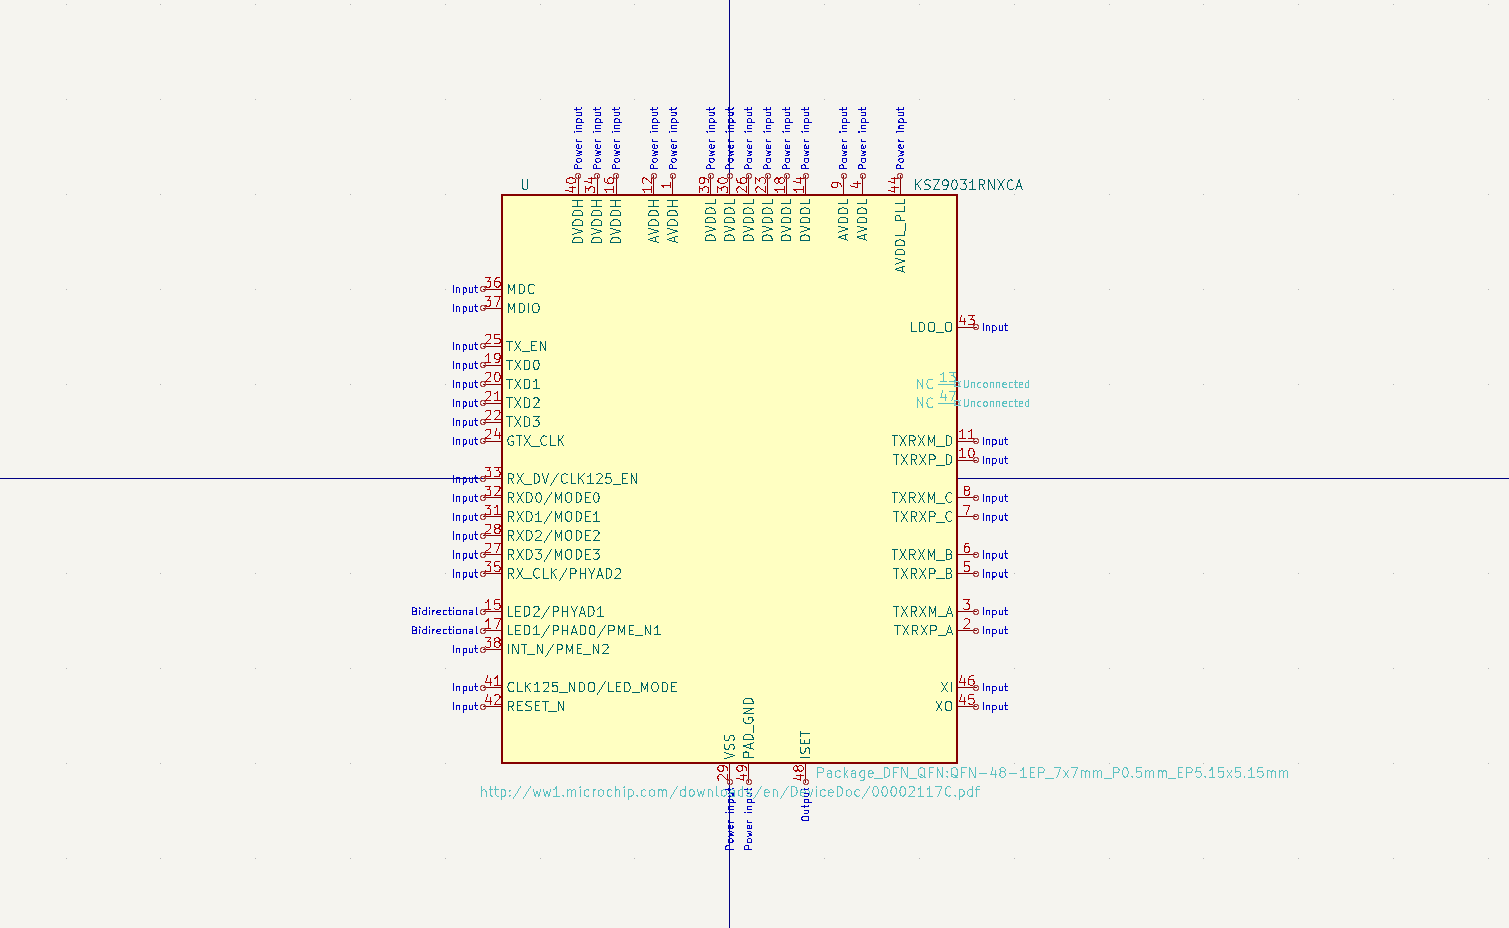 Power input Power input Power input Power input Power input Power input Power input Power input Power input Power input Power input Power input Power input Power input
U 40 34 16 12 1 39 30 26 23 18 14 9 4 44 KSZ9031RNXCA
DVDDH DVDDH DVDDH AVDDH AVDDH DVDDL DVDDL DVDDL DVDDL DVDDL DVDDL AVDDL AVDDL AVDDL_PLL
Input 36 MDC
Input 37 MDIO
LDO_O 43 Input
Input 25 TX_EN
Input 19 TXD0
Input 20 TXD1 NC 13 Unconnected
Input 21 TXD2 NC 47 Unconnected
Input 22 TXD3
Input 24 GTX_CLK TXRXM_D 11 Input
TXRXP_D 10 Input
Input 33 RX_DV/CLK125_EN
Input 32 RXD0/MODE0 TXRXM_C 8 Input
Input 31 RXD1/MODE1 TXRXP_C 7 Input
Input 28 RXD2/MODE2
Input 27 RXD3/MODE3 TXRXM_B 6 Input
Input 35 RX_CLK/PHYAD2 TXRXP_B 5 Input
Bidirectional 15 LED2/PHYAD1 TXRXM_A 3 Input
Bidirectional 17 LED1/PHAD0/PME_N1 TXRXP_A 2 Input
Input 38 INT_N/PME_N2
Input 41 CLK125_NDO/LED_MODE XI 46 Input
Input 42 RESET_N XO 45 Input
VSS PAD_GND ISET
29 49 48 Package_DFN_QFN:QFN-48-1EP_7x7mm_P0.5mm_EP5.15x5.15mm
http://ww1.microchip.com/downloads/en/DeviceDoc/00002117C.pdf
Power input Power input Output